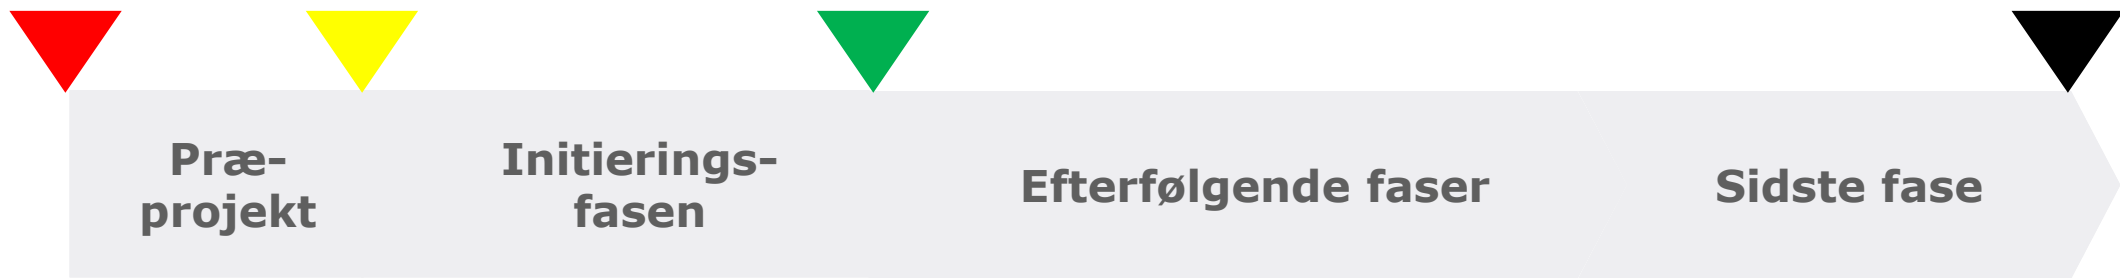 Præ-
projekt
Initierings-
fasen
Efterfølgende faser
Sidste fase